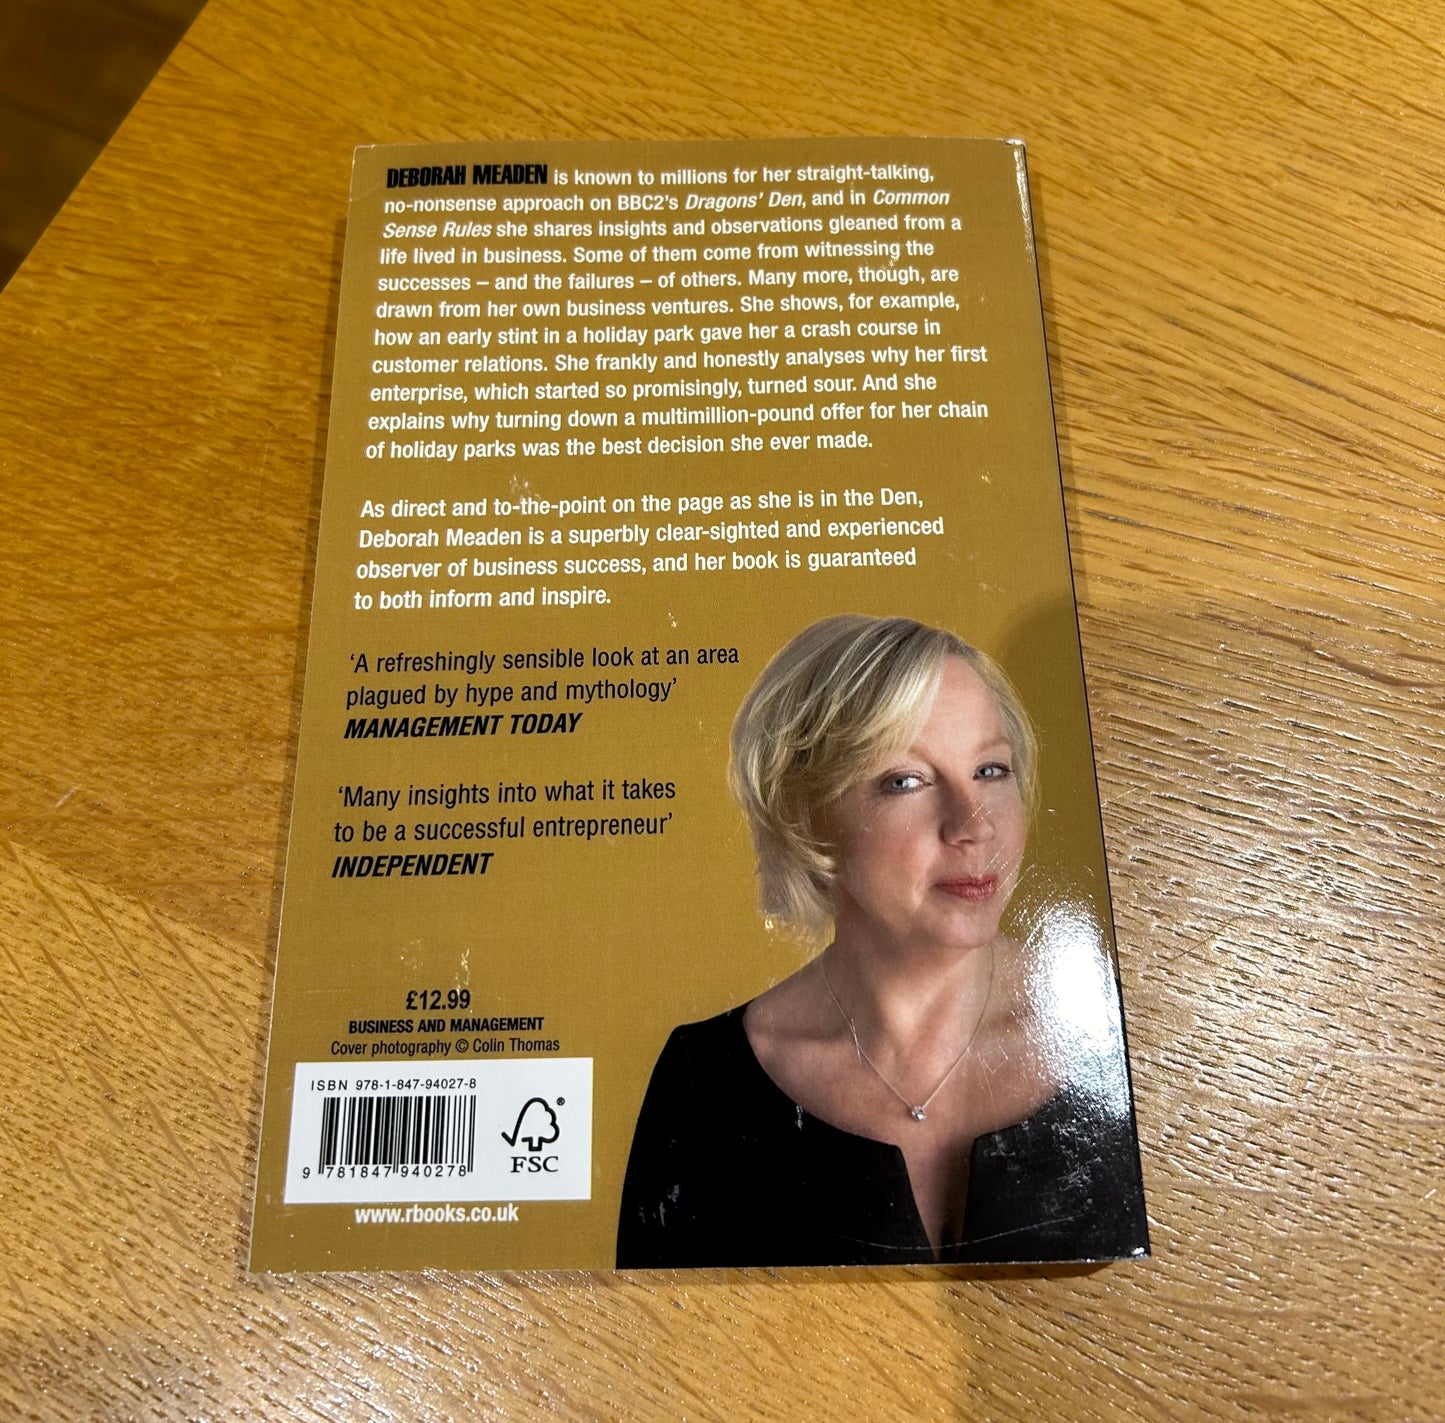 DEBORAH MEADEN is known to millions for her straight-talking,
no-nonsense approach on BBC2's Dragons' Den, and in Common
Sense Rules she shares insights and observations gleaned from a
life lived in business. Some of them come from witnessing the
successes – and the failures – of others. Many more, though, are
drawn from her own business ventures. She shows, for example,
how an early stint in a holiday park gave her a crash course in
customer relations. She frankly and honestly analyses why her first
enterprise, which started so promisingly, turned sour. And she
explains why turning down a multimillion-pound offer for her chain
of holiday parks was the best decision she ever made.
As direct and to-the-point on the page as she is in the Den,
Deborah Meaden is a superbly clear-sighted and experienced
observer of business success, and her book is guaranteed
to both inform and inspire.
'A refreshingly sensible look at an area
plagued by hype and mythology'
MANAGEMENT TODAY
'Many insights into what it takes
to be a successful entrepreneur'
INDEPENDENT
£12.99
BUSINESS AND MANAGEMENT
Cover photography © Colin Thomas
ISBN 978-1-847-94027-8
9 781847 940278
FSC
®
www.rbooks.co.uk